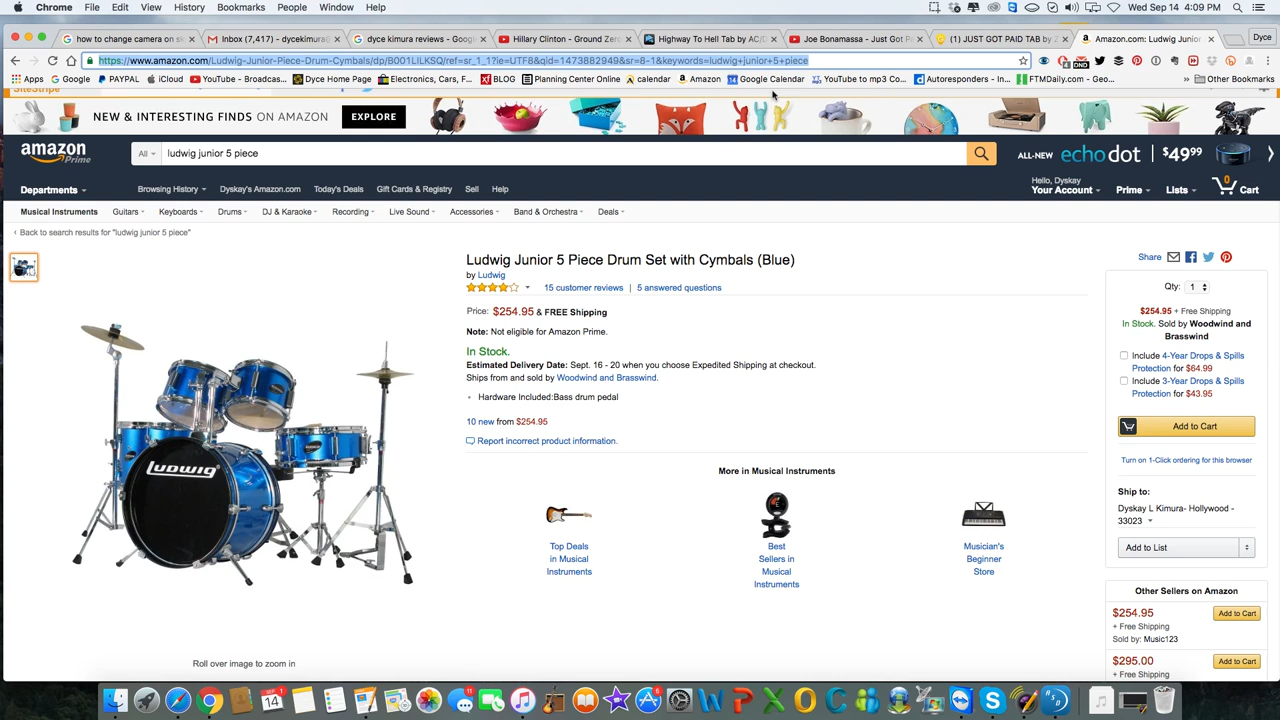 Chrome File Edit View History Bookmarks People Window Help
Wed Sep 14 4:09 PM
how to change camera on s
Inbox (7,417) - dycekimura@
dyce kimura reviews - Goog
Hillary Clinton - Ground Ze
Highway To Hell Tab by AC/
Joe Bonamassa - Just Got P
(1) JUST GOT PAID TAB by Z
Amazon.com: Ludwig Junior
Dyce
https://www.amazon.com/Ludwig-Junior-Piece-Drum-Cymbals/dp/B001LILKSQ/ref=sr_1_1?ie=UTF8&qid=1473882949&sr=8-1&keywords=ludwig+junior+5+piece
Apps Google PAYPAL iCloud YouTube - Broadcas... Dyce Home Page Electronics, Cars, F... BLOG Planning Center Online calendar Amazon Google Calendar YouTube to mp3 Co... Autoresponders - In... FTMDaily.com - Geo... » Other Bookmarks
SiteStripe
NEW & INTERESTING FINDS ON AMAZON EXPLORE
amazon Prime
All ludwig junior 5 piece
ALL-NEW echo dot $49.99
Departments
Browsing History Dyskay's Amazon.com Today's Deals Gift Cards & Registry Sell Help
Hello, Dyskay
Your Account Prime Lists 0 Cart
Musical Instruments Guitars Keyboards Drums DJ & Karaoke Recording Live Sound Accessories Band & Orchestra Deals
‹ Back to search results for "ludwig junior 5 piece"
LUDWIG
Roll over image to zoom in
Ludwig Junior 5 Piece Drum Set with Cymbals (Blue)
by Ludwig
15 customer reviews | 5 answered questions
Price: $254.95 & FREE Shipping
Note: Not eligible for Amazon Prime.
In Stock.
Estimated Delivery Date: Sept. 16 - 20 when you choose Expedited Shipping at checkout.
Ships from and sold by Woodwind and Brasswind.
• Hardware Included:Bass drum pedal
10 new from $254.95
Report incorrect product information.
More in Musical Instruments
Top Deals
in Musical
Instruments
Best
Sellers in
Musical
Instruments
Musician's
Beginner
Store
Share
Qty: 1
$254.95 + Free Shipping
In Stock. Sold by Woodwind and
Brasswind
Include 4-Year Drops & Spills
Protection for $64.99
Include 3-Year Drops & Spills
Protection for $43.95
Add to Cart
Turn on 1-Click ordering for this browser
Ship to:
Dyskay L Kimura- Hollywood -
33023
Add to List
Other Sellers on Amazon
$254.95 Add to Cart
+ Free Shipping
Sold by: Music123
$295.00 Add to Cart
+ Free Shipping